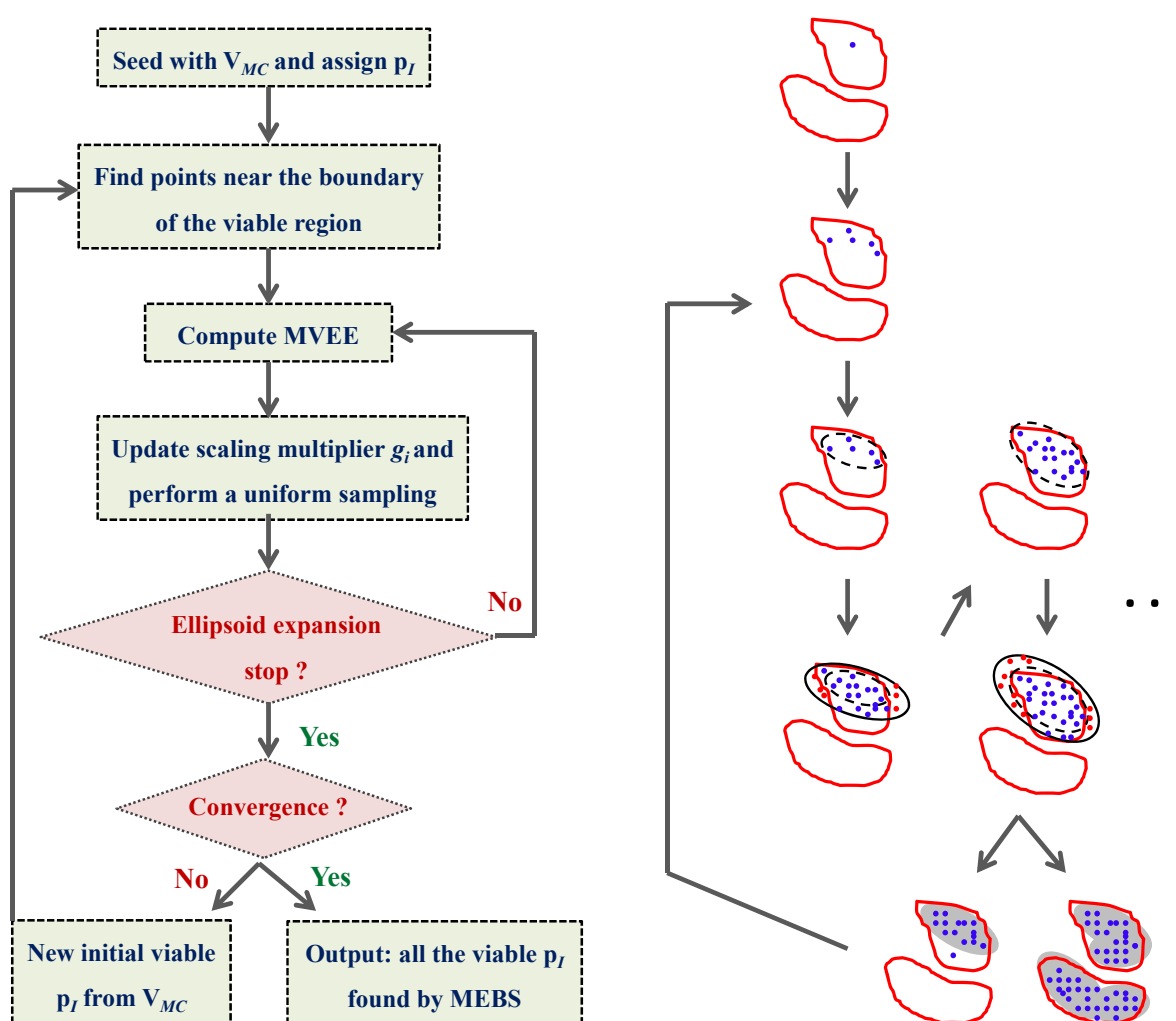 Seed with V_MC and assign p_I
Find points near the boundary
of the viable region
Compute MVEE
Update scaling multiplier g_i and
perform a uniform sampling
No
Ellipsoid expansion
stop ?
Yes
Convergence ?
No
Yes
New initial viable
p_I from V_MC
Output: all the viable p_I
found by MEBS
. .